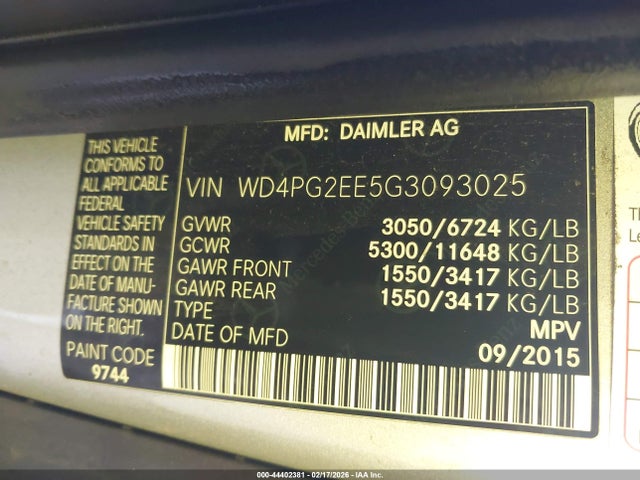 MFD: DAIMLER AG
THIS VEHICLE
CONFORMS TO
ALL APPLICABLE
FEDERAL
VEHICLE SAFETY
STANDARDS IN
EFFECT ON THE
DATE OF MANU-
FACTURE SHOWN
ON THE RIGHT.
PAINT CODE
9744
VIN WD4PG2EE5G3093025
GVWR 3050/6724 KG/LB
GCWR 5300/11648 KG/LB
GAWR FRONT 1550/3417 KG/LB
GAWR REAR 1550/3417 KG/LB
TYPE MPV
DATE OF MFD 09/2015
Mercedes-Benz
000-44402381 - 02/17/2026 - IAA Inc.